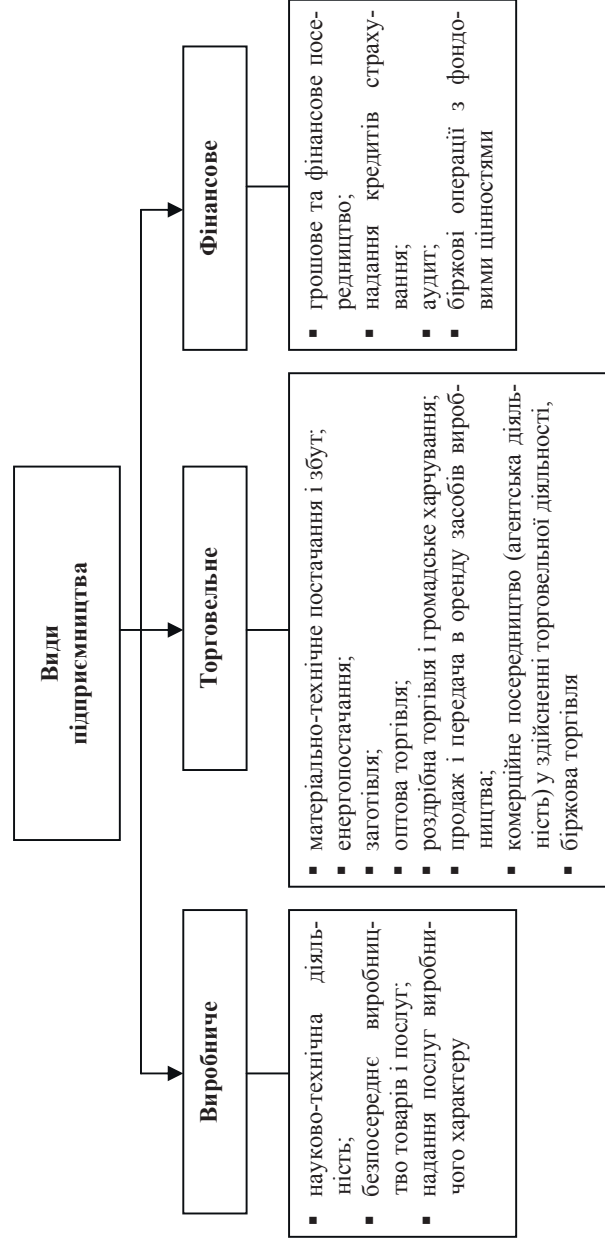 Види
підприємництва
Виробниче
Торговельне
Фінансове
▪ науково-технічна діяль-
ність;
▪ безпосереднє виробниц-
тво товарів і послуг;
▪ надання послуг виробни-
чого характеру
▪ матеріально-технічне постачання і збут;
▪ енергопостачання;
▪ заготівля;
▪ оптова торгівля;
▪ роздрібна торгівля і громадське харчування;
▪ продаж і передача в оренду засобів вироб-
ництва;
▪ комерційне посередництво (агентська діяль-
ність) у здійсненні торговельної діяльності,
▪ біржова торгівля
▪ грошове та фінансове посе-
редництво;
▪ надання кредитів страху-
вання;
▪ аудит;
▪ біржові операції з фондо-
вими цінностями